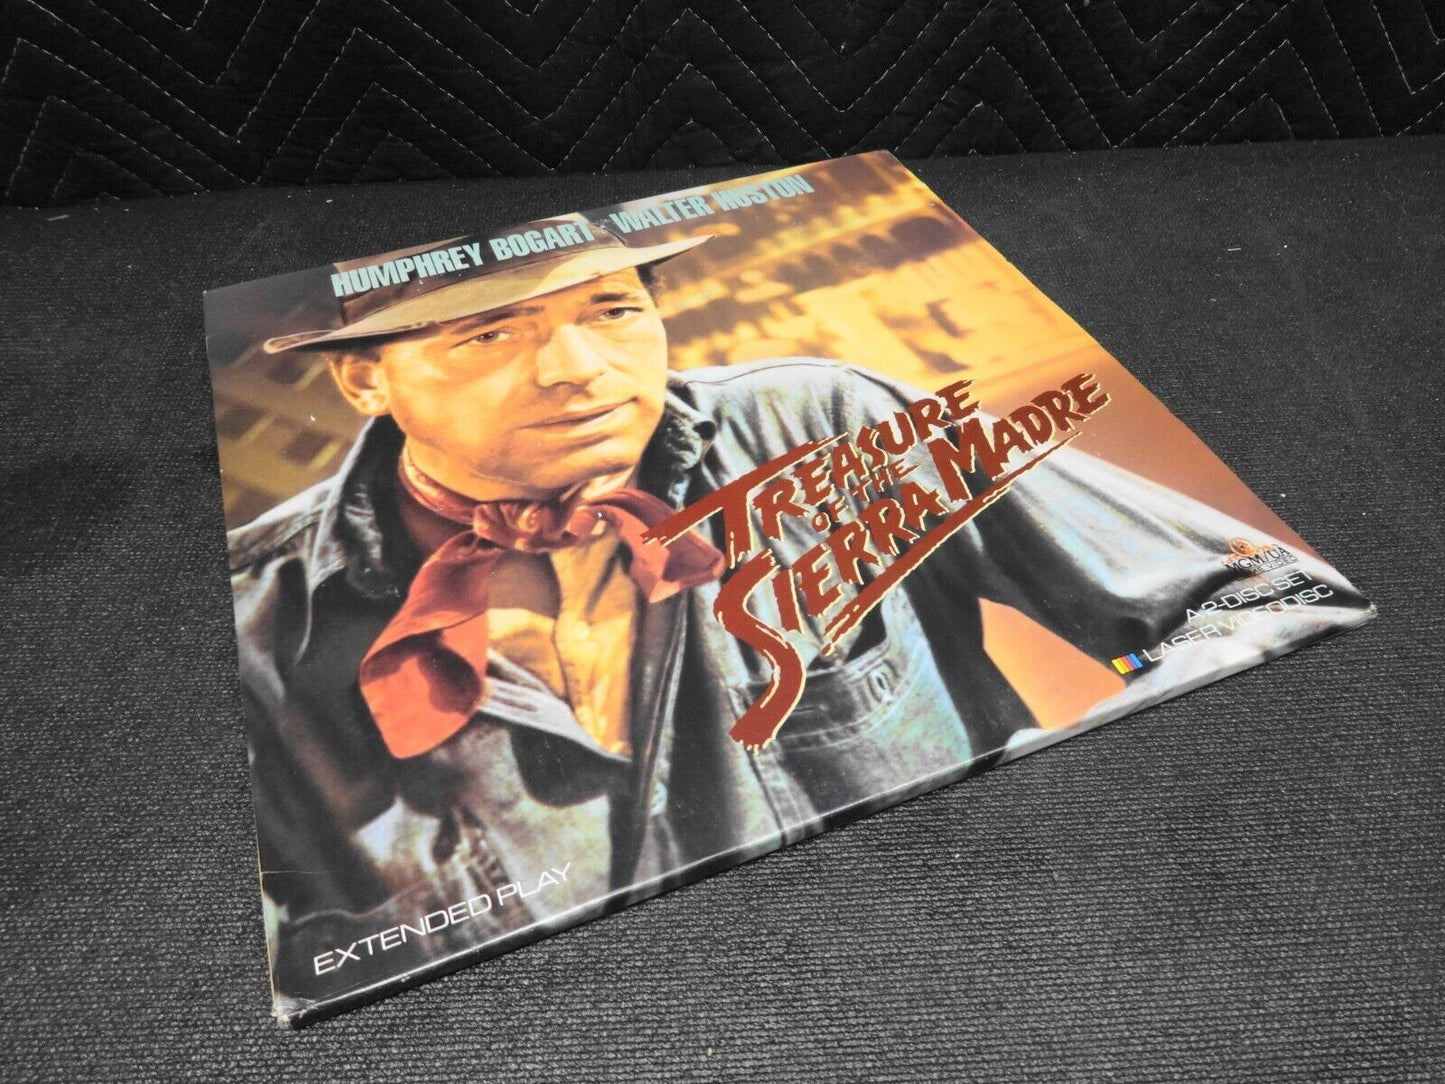 HUMPHREY BOGART WALTER HUSTON
TREASURE
OF THE
SIERRA MADRE
MGM/UA
A 2-DISC SET
LASER VIDEODISC
EXTENDED PLAY